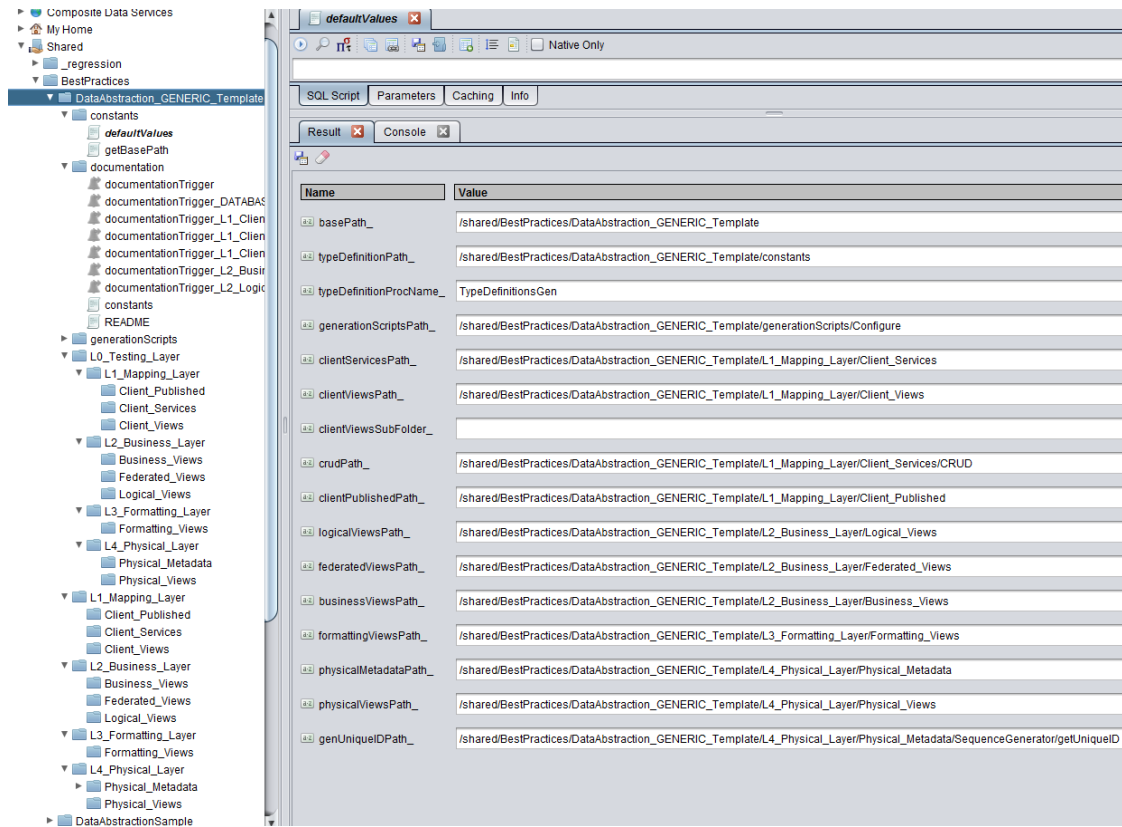 Composite Data Services
My Home
Shared
_regression
BestPractices
DataAbstraction_GENERIC_Template
constants
defaultValues
getBasePath
documentation
documentationTrigger
documentationTrigger_DATABAS
documentationTrigger_L1_Clien
documentationTrigger_L1_Clien
documentationTrigger_L1_Clien
documentationTrigger_L2_Busin
documentationTrigger_L2_Logic
constants
README
generationScripts
L0_Testing_Layer
L1_Mapping_Layer
Client_Published
Client_Services
Client_Views
L2_Business_Layer
Business_Views
Federated_Views
Logical_Views
L3_Formatting_Layer
Formatting_Views
L4_Physical_Layer
Physical_Metadata
Physical_Views
L1_Mapping_Layer
Client_Published
Client_Services
Client_Views
L2_Business_Layer
Business_Views
Federated_Views
Logical_Views
L3_Formatting_Layer
Formatting_Views
L4_Physical_Layer
Physical_Metadata
Physical_Views
DataAbstractionSample
defaultValues
Native Only
SQL Script Parameters Caching Info
Result Console
Name Value
basePath_ /shared/BestPractices/DataAbstraction_GENERIC_Template
typeDefinitionPath_ /shared/BestPractices/DataAbstraction_GENERIC_Template/constants
typeDefinitionProcName_ TypeDefinitionsGen
generationScriptsPath_ /shared/BestPractices/DataAbstraction_GENERIC_Template/generationScripts/Configure
clientServicesPath_ /shared/BestPractices/DataAbstraction_GENERIC_Template/L1_Mapping_Layer/Client_Services
clientViewsPath_ /shared/BestPractices/DataAbstraction_GENERIC_Template/L1_Mapping_Layer/Client_Views
clientViewsSubFolder_
crudPath_ /shared/BestPractices/DataAbstraction_GENERIC_Template/L1_Mapping_Layer/Client_Services/CRUD
clientPublishedPath_ /shared/BestPractices/DataAbstraction_GENERIC_Template/L1_Mapping_Layer/Client_Published
logicalViewsPath_ /shared/BestPractices/DataAbstraction_GENERIC_Template/L2_Business_Layer/Logical_Views
federatedViewsPath_ /shared/BestPractices/DataAbstraction_GENERIC_Template/L2_Business_Layer/Federated_Views
businessViewsPath_ /shared/BestPractices/DataAbstraction_GENERIC_Template/L2_Business_Layer/Business_Views
formattingViewsPath_ /shared/BestPractices/DataAbstraction_GENERIC_Template/L3_Formatting_Layer/Formatting_Views
physicalMetadataPath_ /shared/BestPractices/DataAbstraction_GENERIC_Template/L4_Physical_Layer/Physical_Metadata
physicalViewsPath_ /shared/BestPractices/DataAbstraction_GENERIC_Template/L4_Physical_Layer/Physical_Views
genUniqueIDPath_ /shared/BestPractices/DataAbstraction_GENERIC_Template/L4_Physical_Layer/Physical_Metadata/SequenceGenerator/getUniqueID